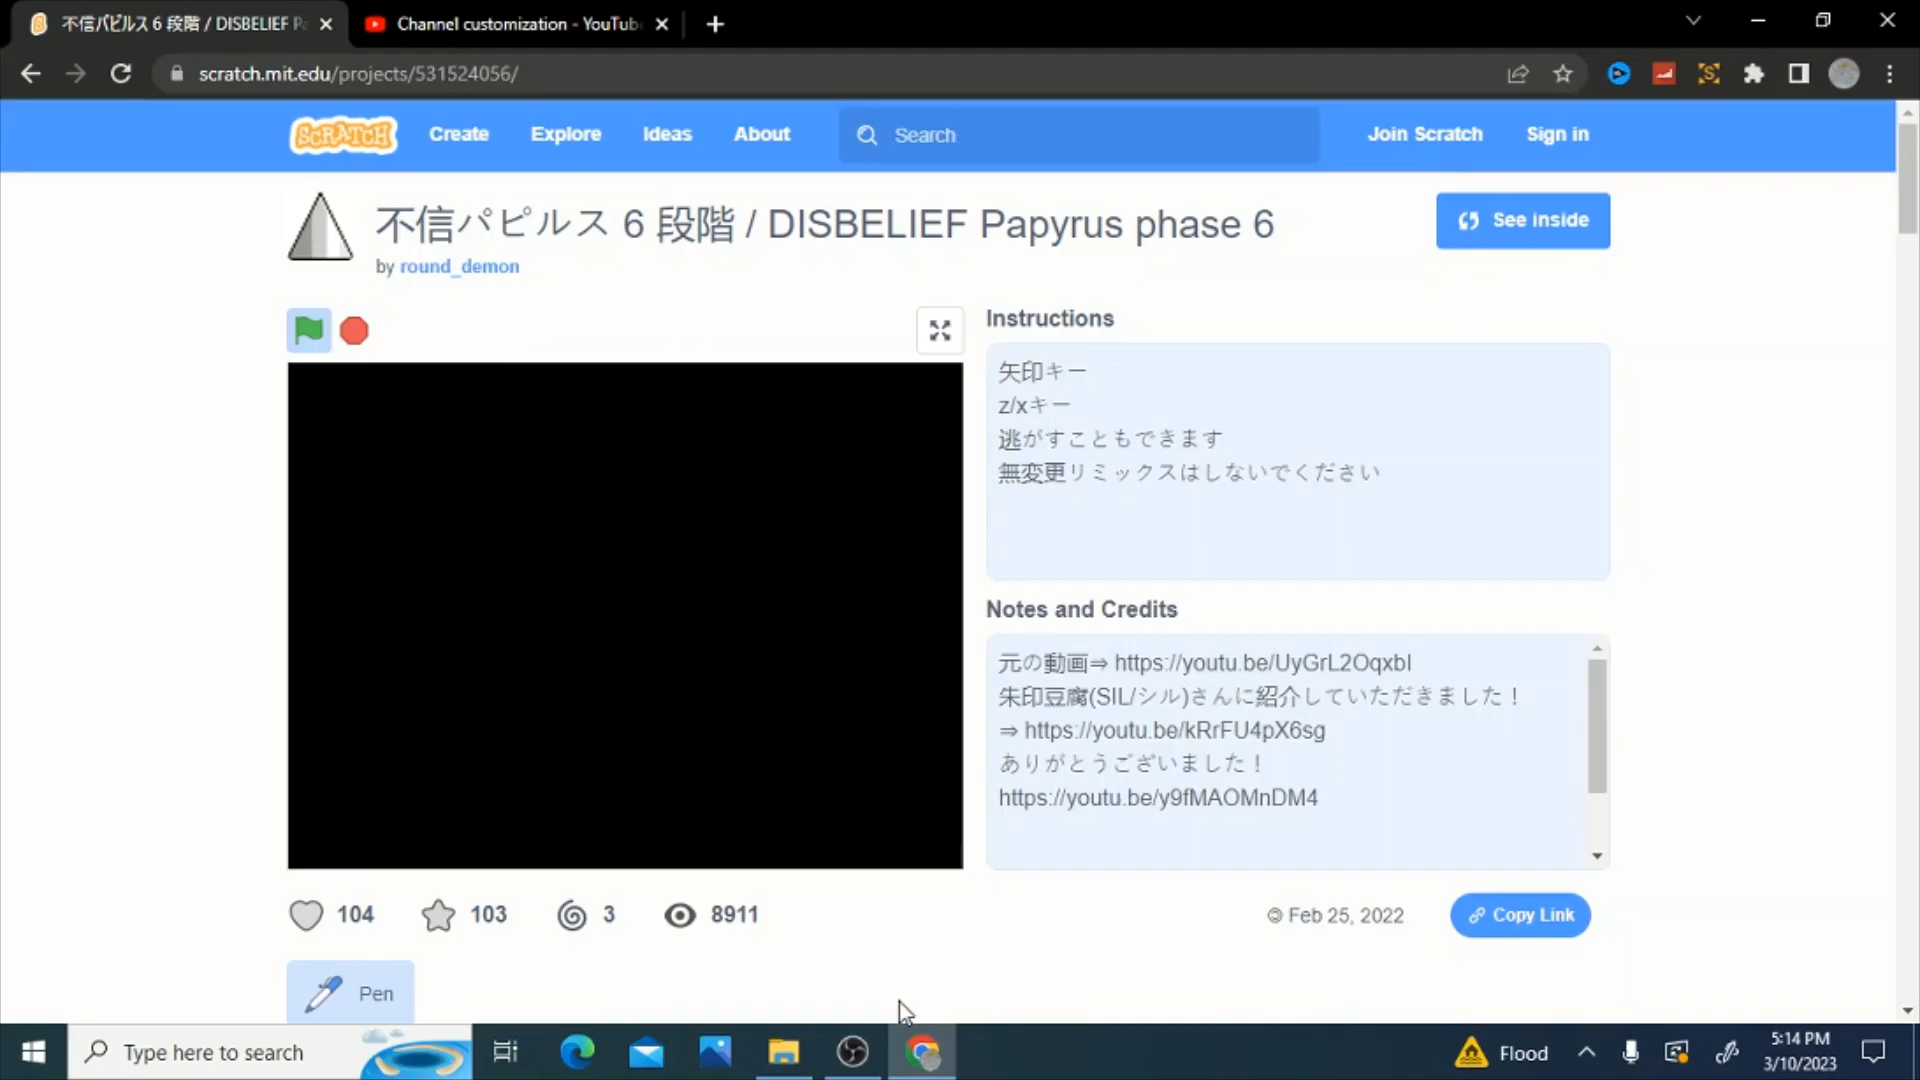 不信パピルス 6 段階 / DISBELIEF P
Channel customization - YouTub
scratch.mit.edu/projects/531524056/
SCRATCH
Create
Explore
Ideas
About
Search
Join Scratch
Sign in
不信パピルス 6 段階 / DISBELIEF Papyrus phase 6
by round_demon
See inside
Instructions
矢印キー
z/xキー
逃がすこともできます
無変更リミックスはしないでください
Notes and Credits
元の動画⇒ https://youtu.be/UyGrL2OqxbI
朱印豆腐(SIL/シル)さんに紹介していただきました！
⇒ https://youtu.be/kRrFU4pX6sg
ありがとうございました！
https://youtu.be/y9fMAOMnDM4
104
103
3
8911
© Feb 25, 2022
Copy Link
Pen
Type here to search
Flood
5:14 PM
3/10/2023